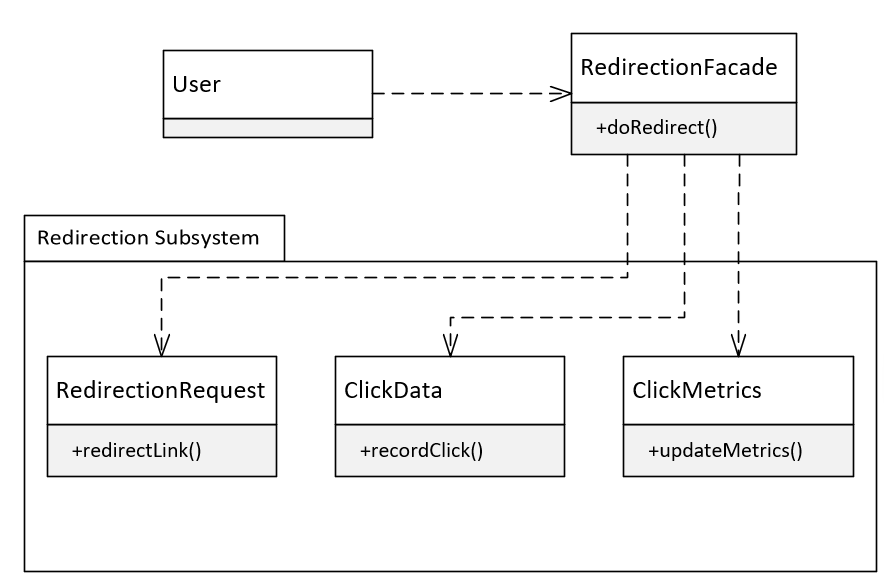 User
RedirectionFacade
+doRedirect()
Redirection Subsystem
RedirectionRequest
+redirectLink()
ClickData
+recordClick()
ClickMetrics
+updateMetrics()